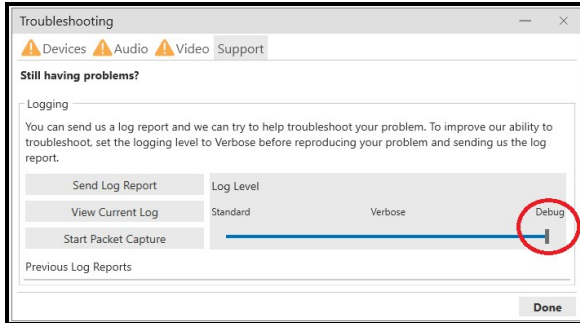 Troubleshooting
Devices Audio Video Support
Still having problems?
Logging
You can send us a log report and we can try to help troubleshoot your problem. To improve our ability to
troubleshoot, set the logging level to Verbose before reproducing your problem and sending us the log
report.
Send Log Report
Log Level
View Current Log
Standard Verbose Debug
Start Packet Capture
Previous Log Reports
Done